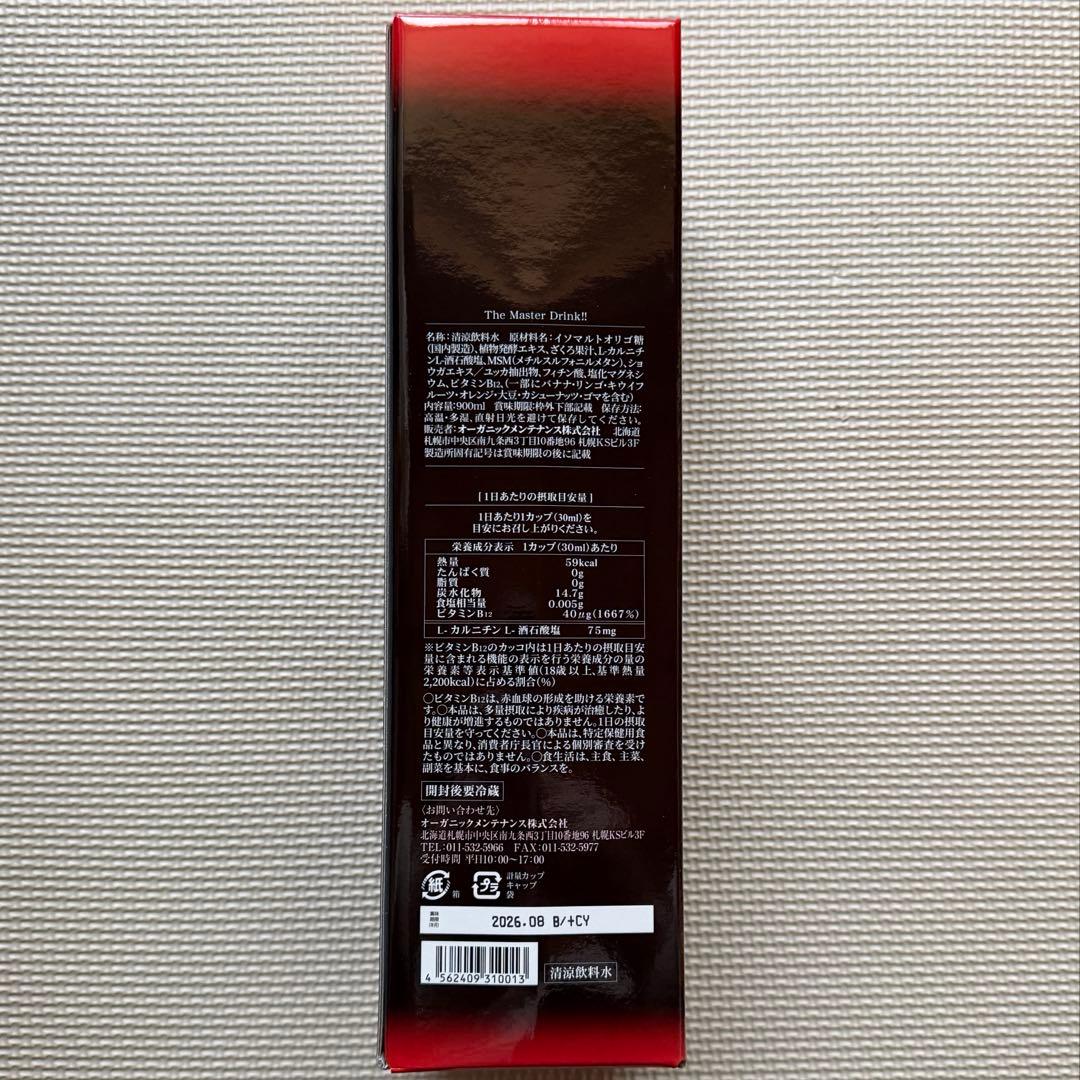 The Master Drink!!
名称：清涼飲料水　原材料名：イソマルトオリゴ糖
(国内製造)、植物発酵エキス、ざくろ果汁、L-カルニチ
ンL-酒石酸塩、MSM(メチルスルフォニルメタン)、ショ
ウガエキス／ユッカ抽出物、フィチン酸、塩化マグネシ
ウム、ビタミンB12、(一部にバナナ・リンゴ・キウイフ
ルーツ・オレンジ・大豆・カシューナッツ・ゴマを含む)
内容量：900ml　賞味期限：枠外下部記載　保存方法：
高温・多湿、直射日光を避けて保存してください。
販売者：オーガニックメンテナンス株式会社　北海道
札幌市中央区南九条西3丁目10番地96 札幌KSビル3F
製造所固有記号は賞味期限の後に記載
[1日あたりの摂取目安量]
1日あたり1カップ(30ml)を
目安にお召し上がりください。
栄養成分表示　1カップ(30ml)あたり
熱量　59kcal
たんぱく質　0g
脂質　0g
炭水化物　14.7g
食塩相当量　0.005g
ビタミンB12　40μg(1667%)
L- カルニチン L- 酒石酸塩　75mg
※ビタミンB12のカッコ内は1日あたりの摂取目安
量に含まれる機能の表示を行う栄養成分の量の
栄養素等表示基準値(18歳以上、基準熱量
2,200kcal)に占める割合(%)
○ビタミンB12は、赤血球の形成を助ける栄養素で
す。○本品は、多量摂取により疾病が治癒したり、よ
り健康が増進するものではありません。1日の摂取
目安量を守ってください。○本品は、特定保健用食
品と異なり、消費者庁長官による個別審査を受け
たものではありません。○食生活は、主食、主菜、
副菜を基本に、食事のバランスを。
開封後要冷蔵
〈お問い合わせ先〉
オーガニックメンテナンス株式会社
北海道札幌市中央区南九条西3丁目10番地96 札幌KSビル3F
TEL：011-532-5966　FAX：011-532-5977
受付時間 平日10：00〜17：00
紙 箱
プラ 計量カップ
キャップ
袋
賞味
期限
(年月)
2026.08 B/+CY
4 562409 310013
清涼飲料水